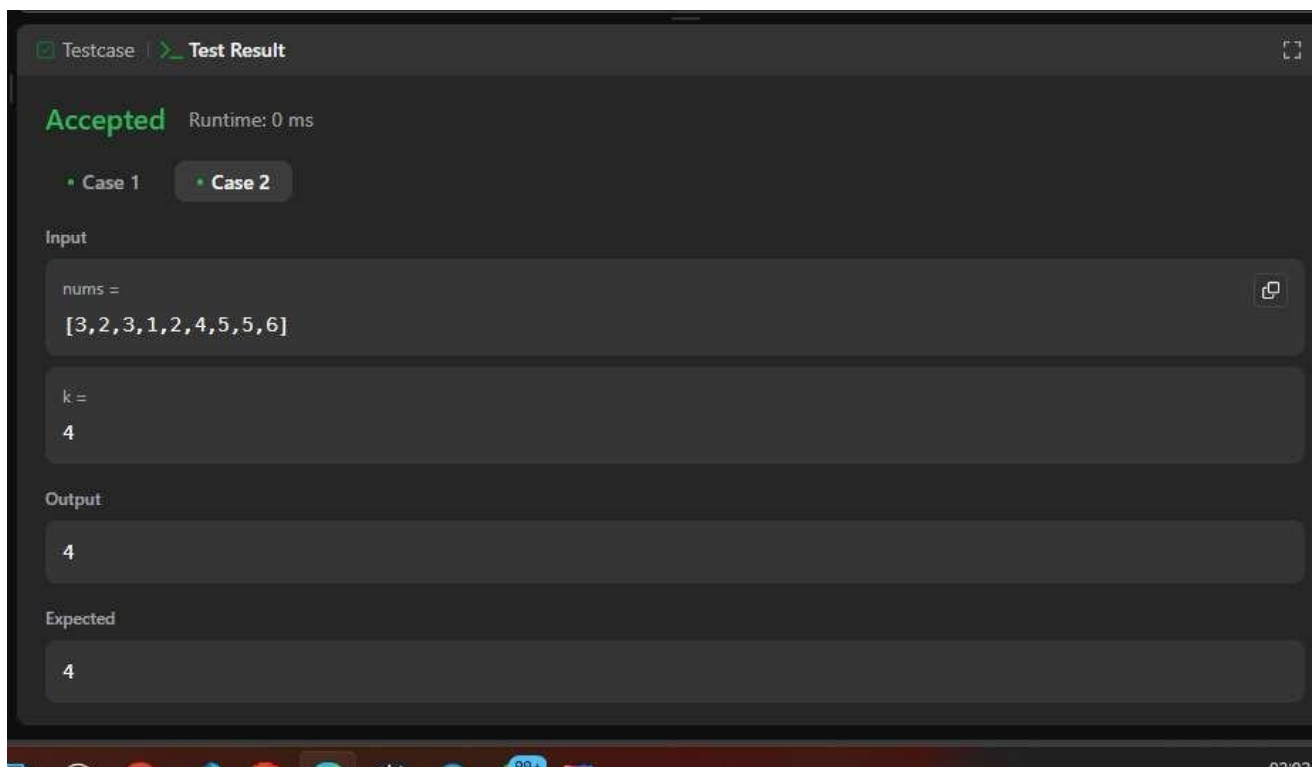 Testcase | >_ Test Result
Accepted Runtime: 0 ms
• Case 1 • Case 2
Input
nums =
[3,2,3,1,2,4,5,5,6]
k =
4
Output
4
Expected
4
99+